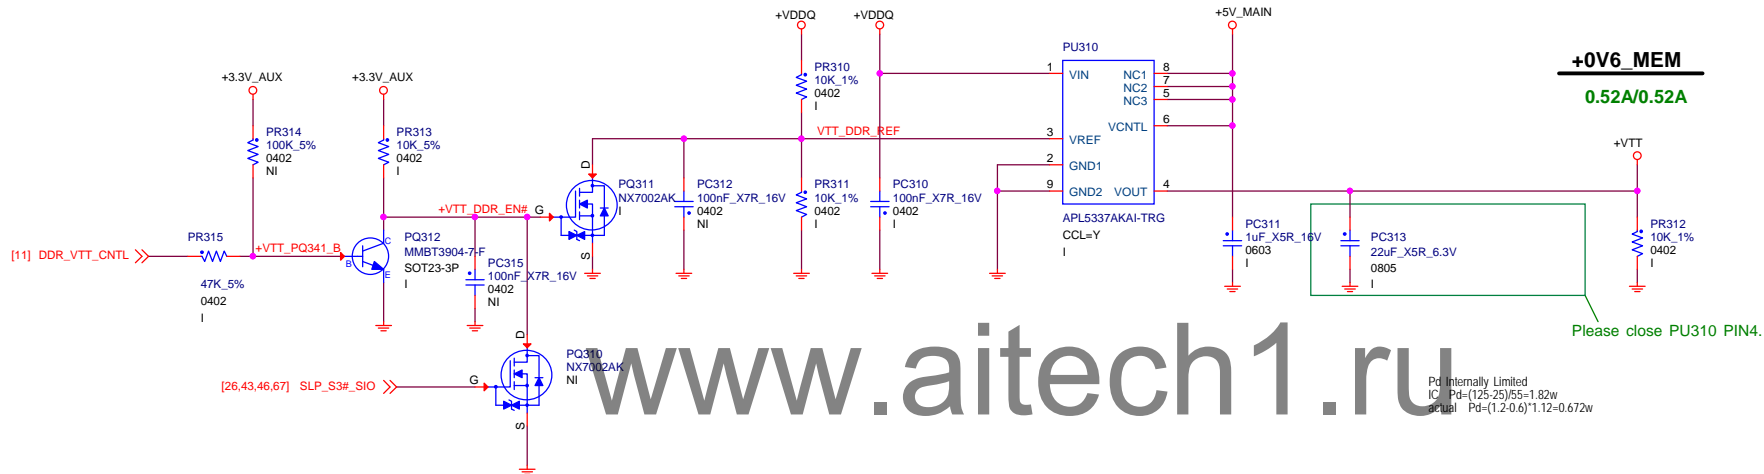 +VDDQ
+VDDQ
+5V_MAIN
PU310
+0V6_MEM
0.52A/0.52A
+3.3V_AUX
+3.3V_AUX
PR310
10K_1%
0402
I
1
VIN
NC1
8
NC2
7
NC3
5
VCNTL
6
PR314
100K_5%
0402
NI
PR313
10K_5%
0402
I
VTT_DDR_REF
3
VREF
2
GND1
9
GND2
VOUT
4
+VTT
D
PQ311
NX7002AK
I
G
S
PC312
100nF_X7R_16V
0402
NI
PR311
10K_1%
0402
I
PC310
100nF_X7R_16V
0402
I
APL5337AKAI-TRG
CCL=Y
I
PC311
1uF_X5R_16V
0603
I
PC313
22uF_X5R_6.3V
0805
I
PR312
10K_1%
0402
I
+VTT_DDR_EN#
[11] DDR_VTT_CNTL
PR315
47K_5%
0402
I
+VTT_PQ341_B
B
C
E
PQ312
MMBT3904-7-F
SOT23-3P
I
PC315
100nF_X7R_16V
0402
NI
Please close PU310 PIN4.
D
PQ310
NX7002AK
NI
G
S
[26,43,46,67] SLP_S3#_SIO
www.aitech1.ru
Pd Internally Limited
IC Pd=(125-25)/55=1.82w
actual Pd=(1.2-0.6)*1.12=0.672w